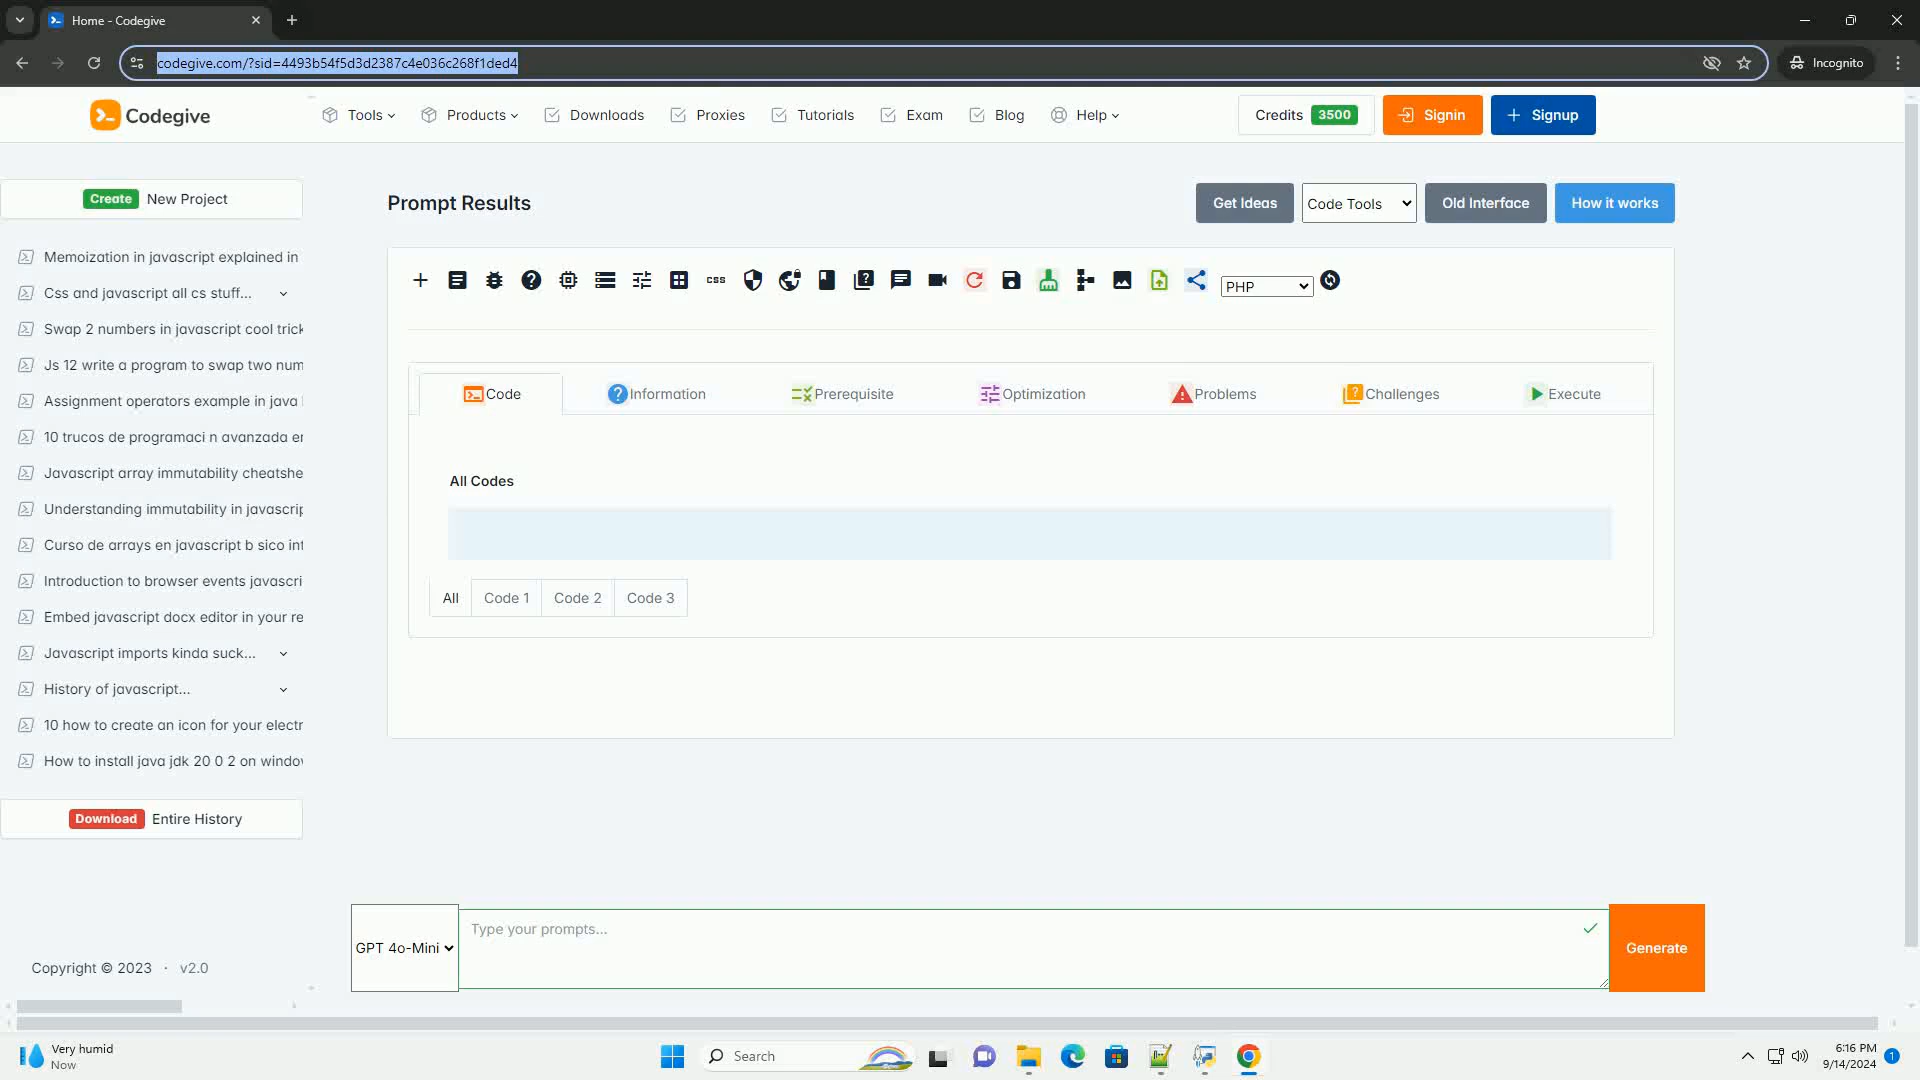 Home - Codegive
codegive.com/?sid=4493b54f5d3d2387c4e036c268f1ded4
Incognito
Codegive
Tools
Products
Downloads
Proxies
Tutorials
Exam
Blog
Help
Credits 3500
Signin
Signup
Create New Project
Memoization in javascript explained in
Css and javascript all cs stuff...
Swap 2 numbers in javascript cool trick
Js 12 write a program to swap two num
Assignment operators example in java
10 trucos de programaci n avanzada er
Javascript array immutability cheatshe
Understanding immutability in javascrip
Curso de arrays en javascript b sico int
Introduction to browser events javascri
Embed javascript docx editor in your re
Javascript imports kinda suck...
History of javascript...
10 how to create an icon for your electr
How to install java jdk 20 0 2 on windov
Download Entire History
Copyright © 2023 · v2.0
Prompt Results
Get Ideas
Code Tools
Old Interface
How it works
css
PHP
Code
Information
Prerequisite
Optimization
Problems
Challenges
Execute
All Codes
All
Code 1
Code 2
Code 3
GPT 4o-Mini
Type your prompts...
Generate
Very humid
Now
Search
6:16 PM
9/14/2024
1